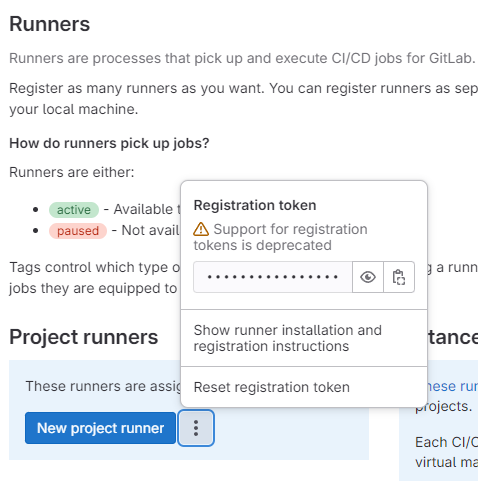 Runners
Runners are processes that pick up and execute CI/CD jobs for GitLab.
Register as many runners as you want. You can register runners as sep
your local machine.
How do runners pick up jobs?
Runners are either:
active - Available t
paused - Not avail
Tags control which type o
g a runn
jobs they are equipped to
Registration token
Support for registration
tokens is deprecated
Show runner installation and
registration instructions
Reset registration token
Project runners
These runners are assig
New project runner
stance
hese runn
projects.
Each CI/C
virtual ma